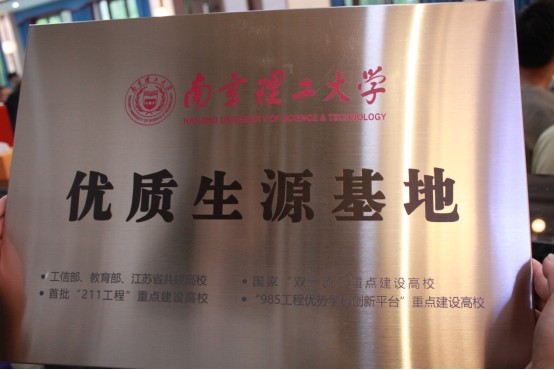 南京理工大学
NANJING UNIVERSITY OF SCIENCE & TECHNOLOGY
优质生源基地
• 工信部、教育部、江苏省共建高校
• 国家“双一流”重点建设高校
• 首批“211工程”重点建设高校
• “985工程优势学科创新平台”重点建设高校